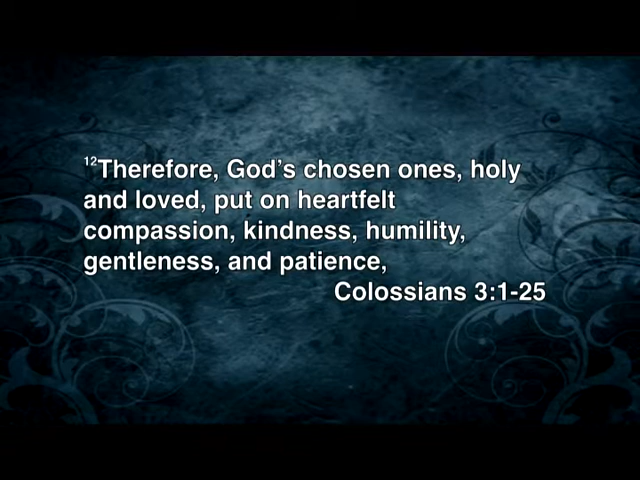 12Therefore, God's chosen ones, holy
and loved, put on heartfelt
compassion, kindness, humility,
gentleness, and patience,
Colossians 3:1-25